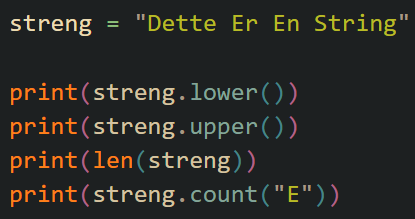 streng = "Dette Er En String"
print(streng.lower())
print(streng.upper())
print(len(streng))
print(streng.count("E"))